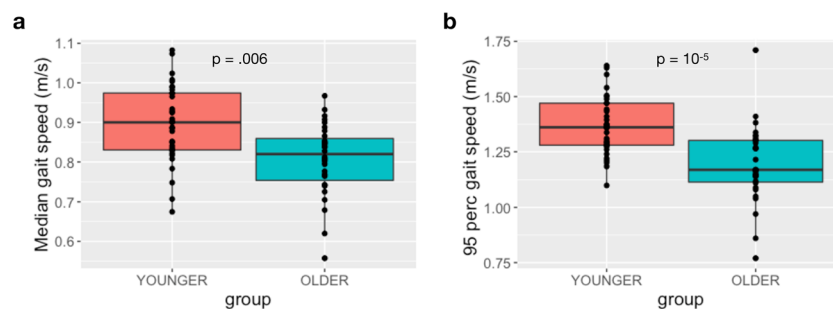 a
Median gait speed (m/s)
1.1
1.0
0.9
0.8
0.7
0.6
p = .006
YOUNGER
OLDER
group
b
95 perc gait speed (m/s)
1.75
1.50
1.25
1.00
0.75
p = 10⁻⁵
YOUNGER
OLDER
group